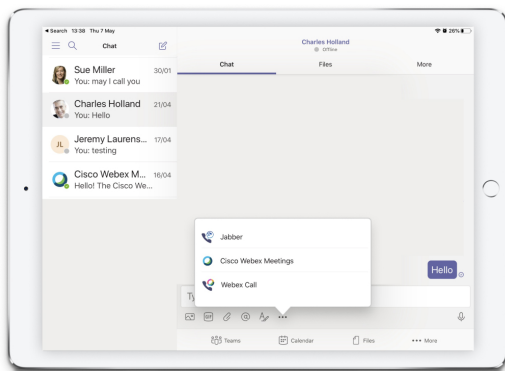 Search 13:38 Thu 7 May
26%
Chat
Sue Miller 30/01
You: may I call you
Charles Holland 21/04
You: Hello
JL
Jeremy Laurens... 17/04
You: testing
Cisco Webex M... 16/04
Hello! The Cisco We...
Charles Holland
Offline
Chat Files More
Jabber
Cisco Webex Meetings
Webex Call
Hello
Ty
Teams Calendar Files More